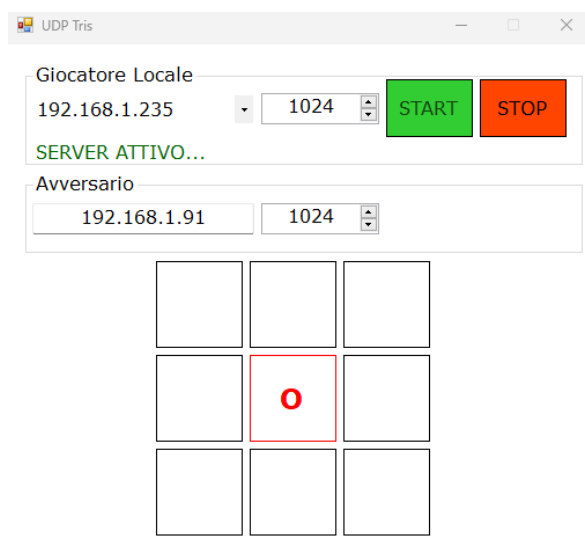 UDP Tris
Giocatore Locale
192.168.1.235 1024 START STOP
SERVER ATTIVO...
Avversario
192.168.1.91 1024
O